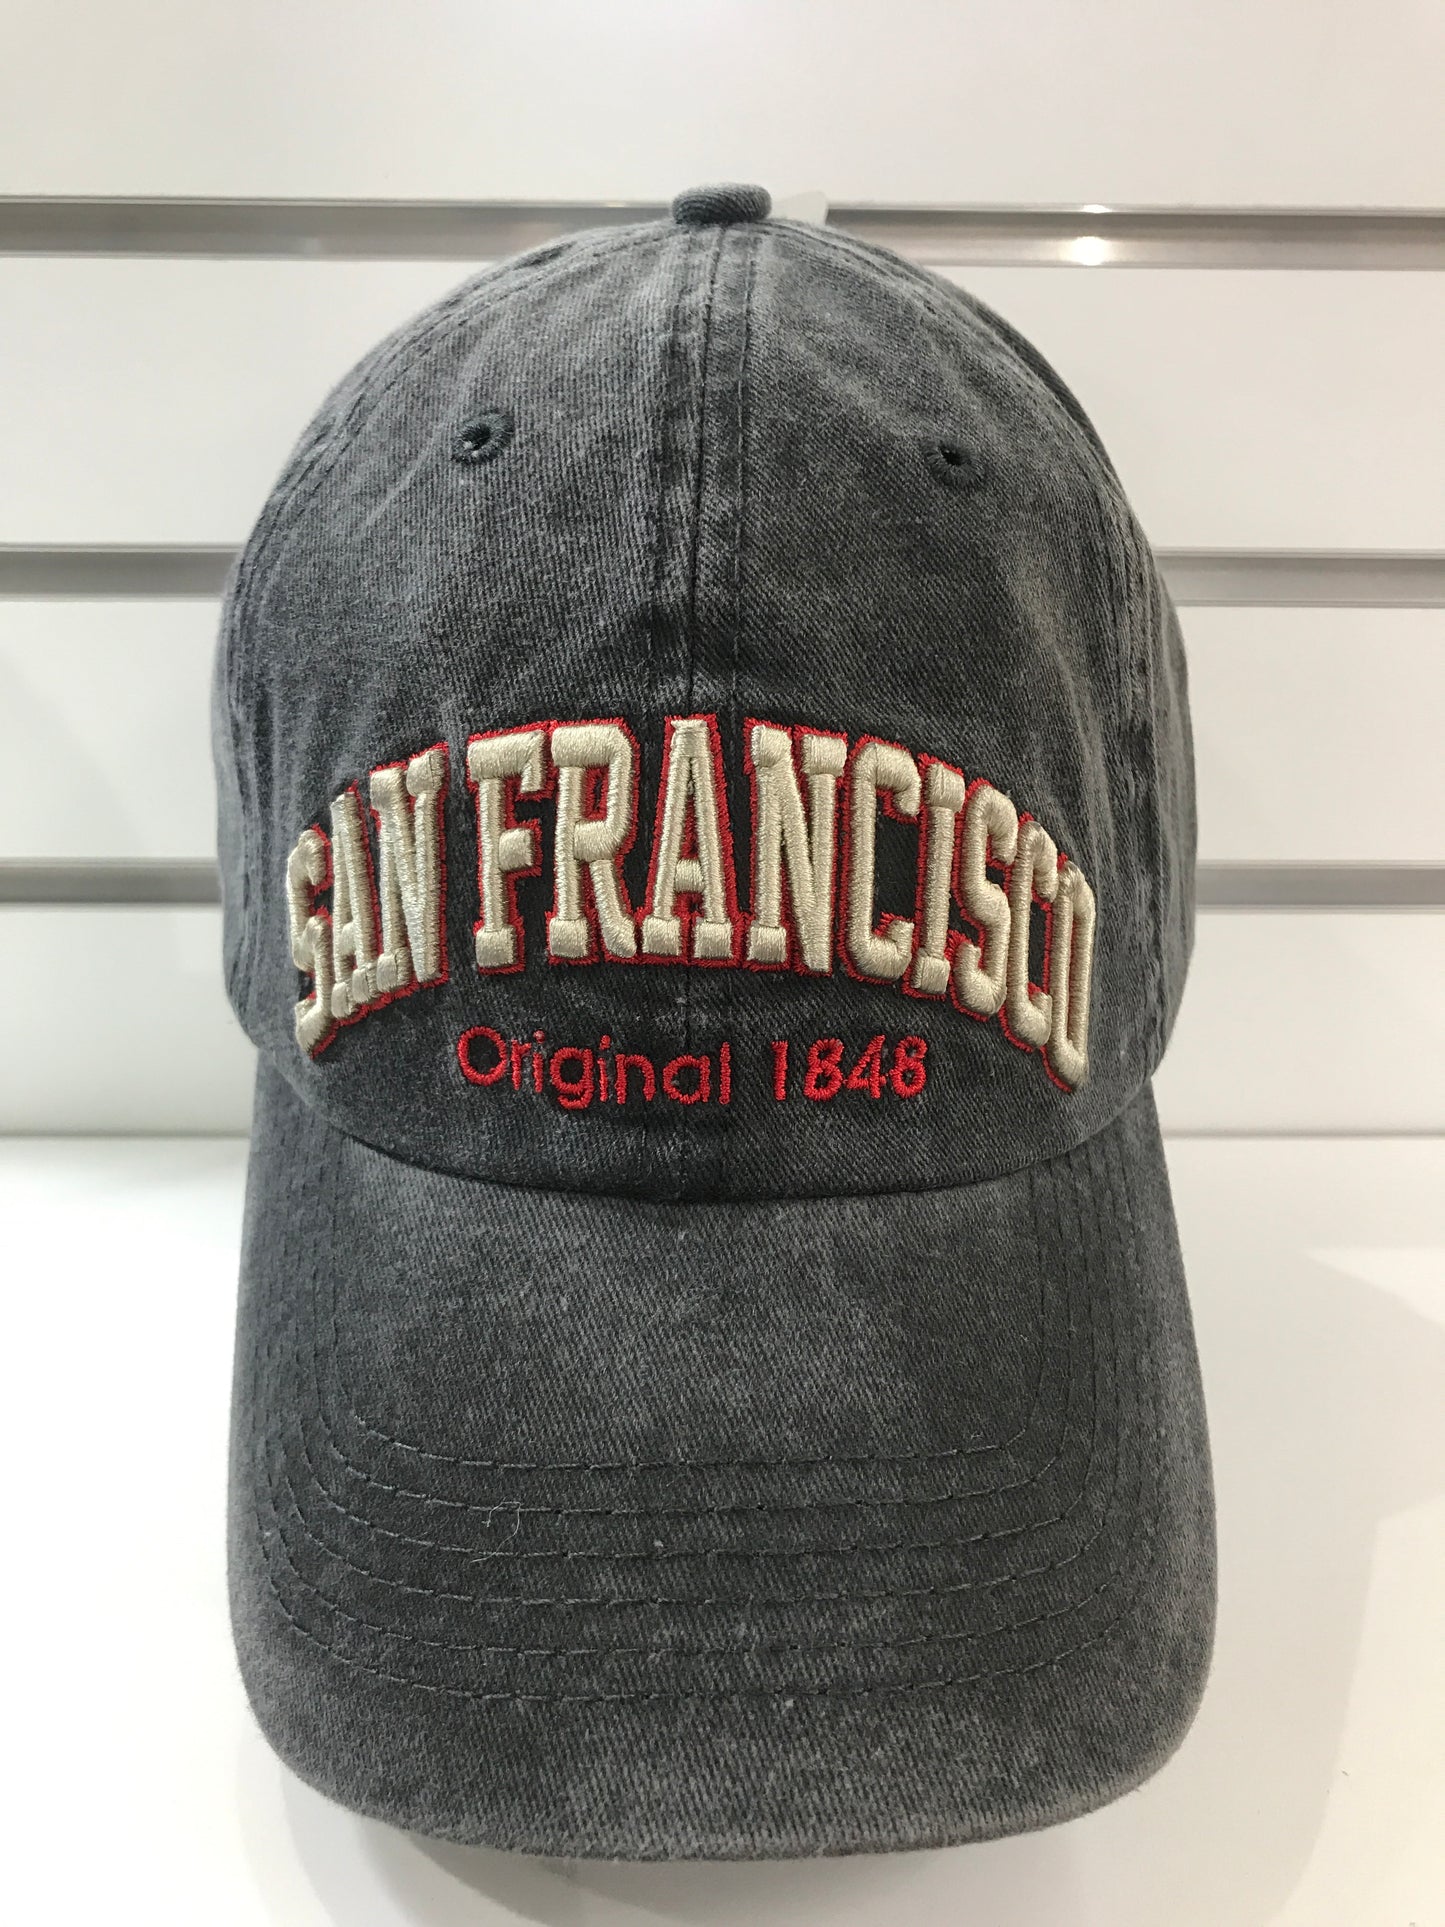 SAN FRANCISCO
Original 1848